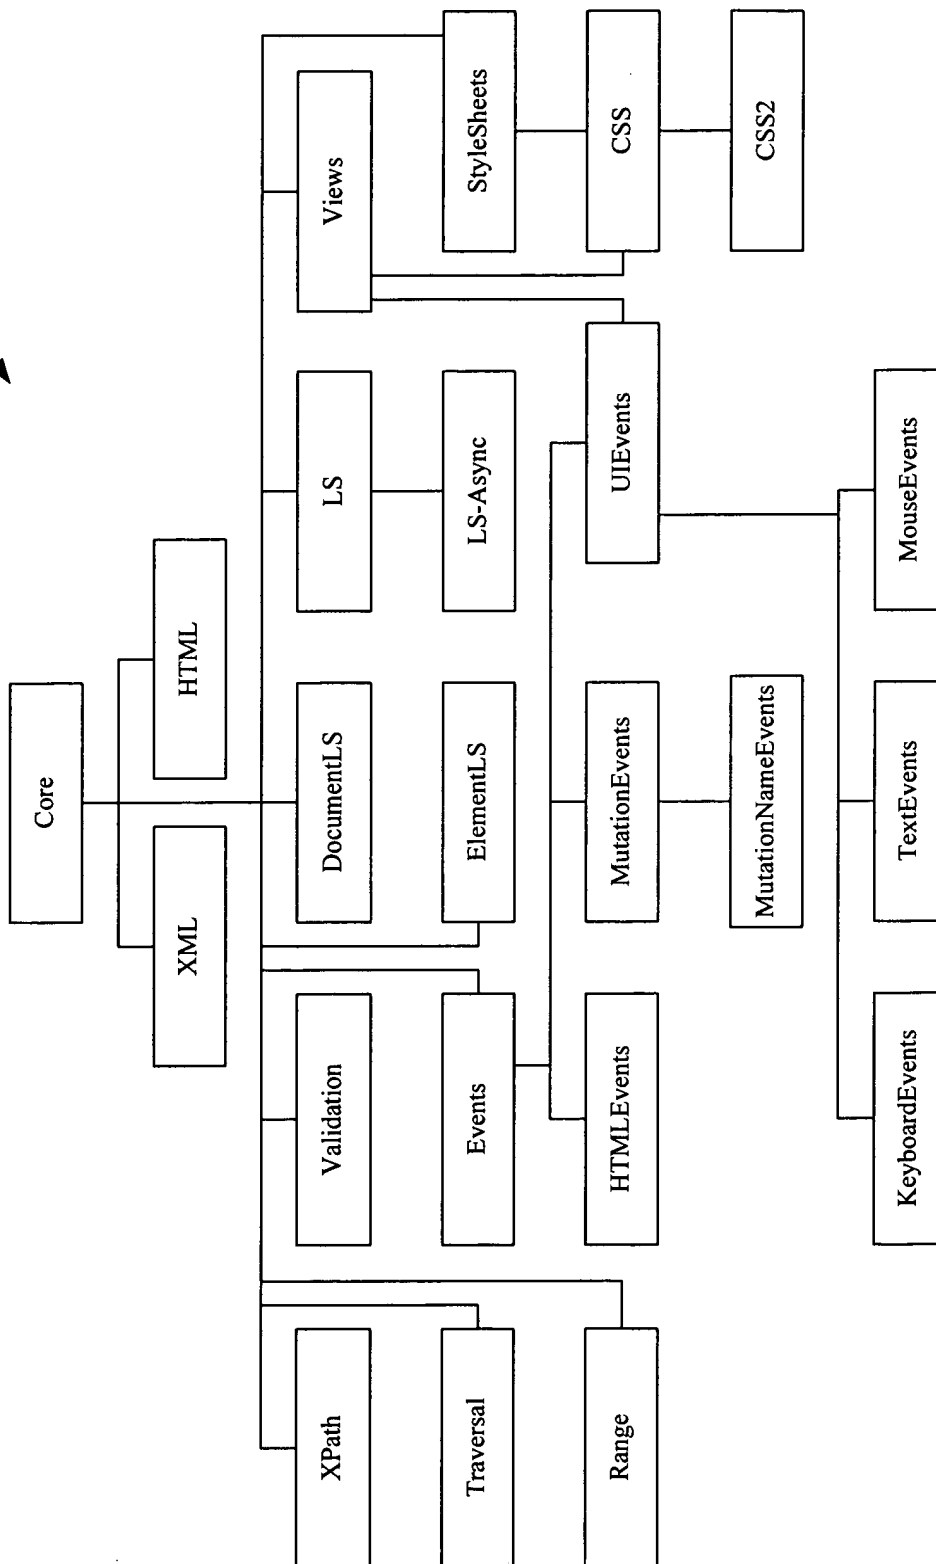 Core
XML
HTML
XPath
Validation
DocumentLS
LS
Views
Traversal
Events
ElementLS
LS-Async
StyleSheets
Range
HTMLEvents
MutationEvents
UIEvents
CSS
MutationNameEvents
CSS2
KeyboardEvents
TextEvents
MouseEvents